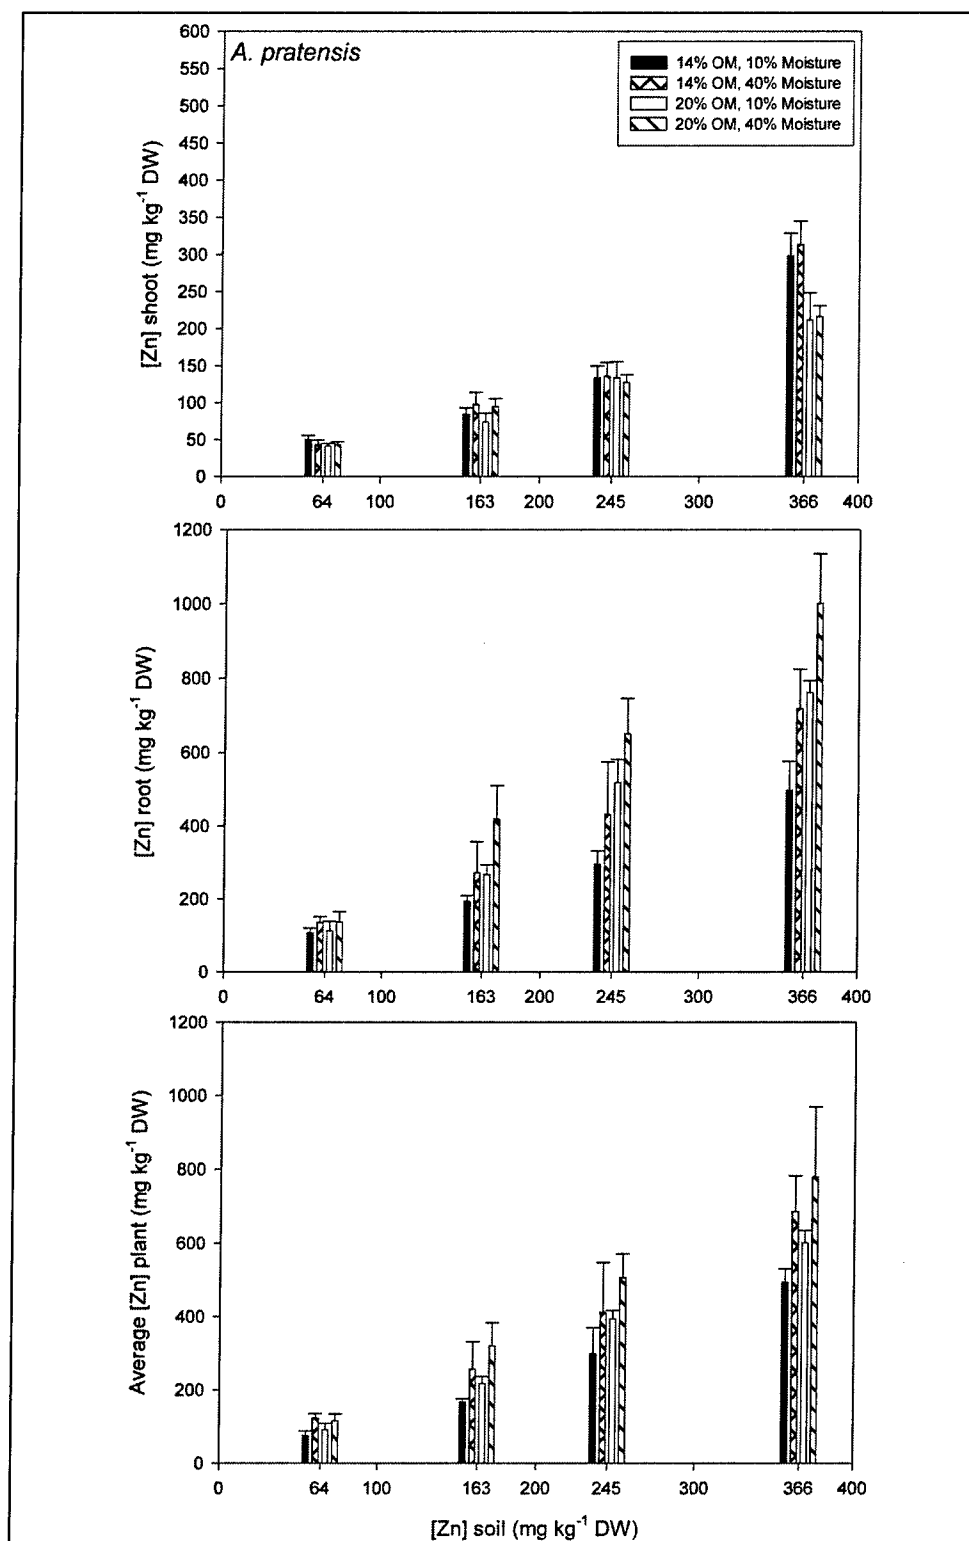 A. pratensis
14% OM, 10% Moisture
14% OM, 40% Moisture
20% OM, 10% Moisture
20% OM, 40% Moisture
[Zn] shoot (mg kg⁻¹ DW)
600
550
500
450
400
350
300
250
200
150
100
50
0
0 64 100 163 200 245 300 366 400
[Zn] root (mg kg⁻¹ DW)
1200
1000
800
600
400
200
0
0 64 100 163 200 245 300 366 400
Average [Zn] plant (mg kg⁻¹ DW)
1200
1000
800
600
400
200
0
0 64 100 163 200 245 300 366 400
[Zn] soil (mg kg⁻¹ DW)